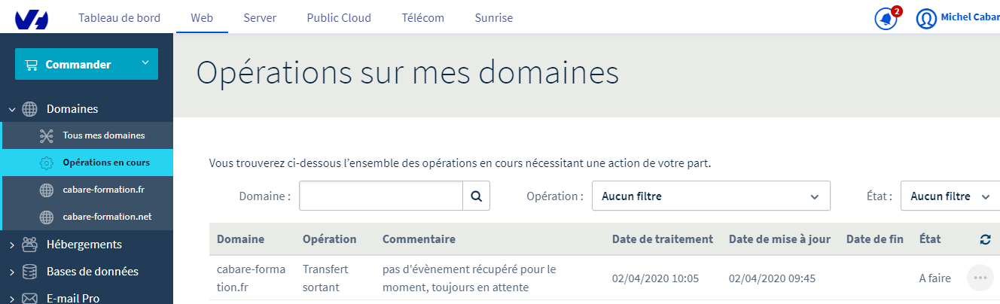 Tableau de bord Web Server Public Cloud Télécom Sunrise 2 Michel Cabar
Commander
Opérations sur mes domaines
Domaines
Tous mes domaines
Opérations en cours
cabare-formation.fr
cabare-formation.net
Hébergements
Bases de données
E-mail Pro
Vous trouverez ci-dessous l'ensemble des opérations en cours nécessitant une action de votre part.
Domaine : Opération : Aucun filtre État : Aucun filtre
Domaine Opération Commentaire Date de traitement Date de mise à jour Date de fin État
cabare-forma Transfert pas d'évènement récupéré pour le 02/04/2020 10:05 02/04/2020 09:45 A faire
tion.fr sortant moment, toujours en attente